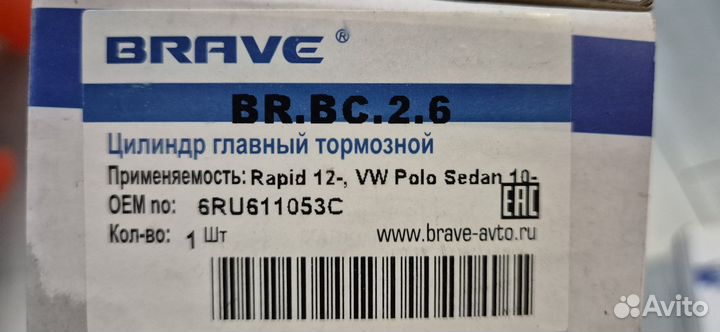 BRAVE®
BR.BC.2.6
Цилиндр главный тормозной
Применяемость: Rapid 12-, VW Polo Sedan 10-
OEM no: 6RU611053C
EAC
Кол-во: 1 Шт
www.brave-avto.ru
Avito